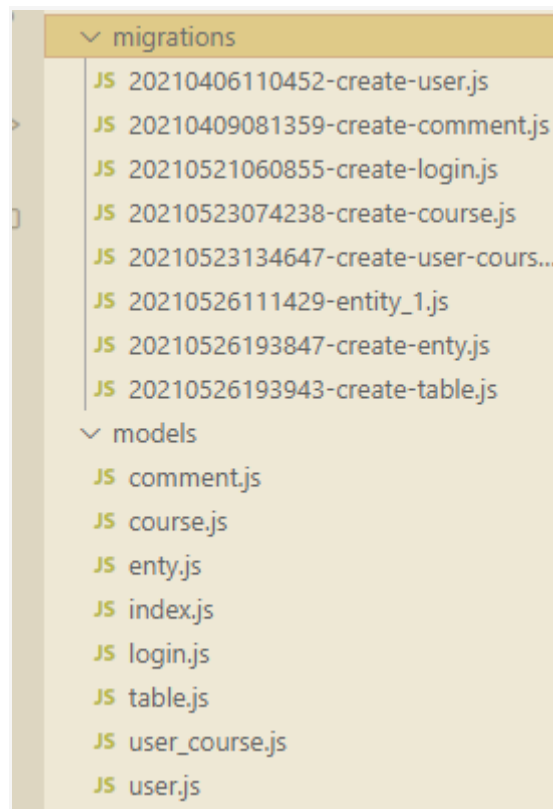 migrations
JS 20210406110452-create-user.js
JS 20210409081359-create-comment.js
JS 20210521060855-create-login.js
JS 20210523074238-create-course.js
JS 20210523134647-create-user-cours...
JS 20210526111429-entity_1.js
JS 20210526193847-create-enty.js
JS 20210526193943-create-table.js
models
JS comment.js
JS course.js
JS enty.js
JS index.js
JS login.js
JS table.js
JS user_course.js
JS user.js